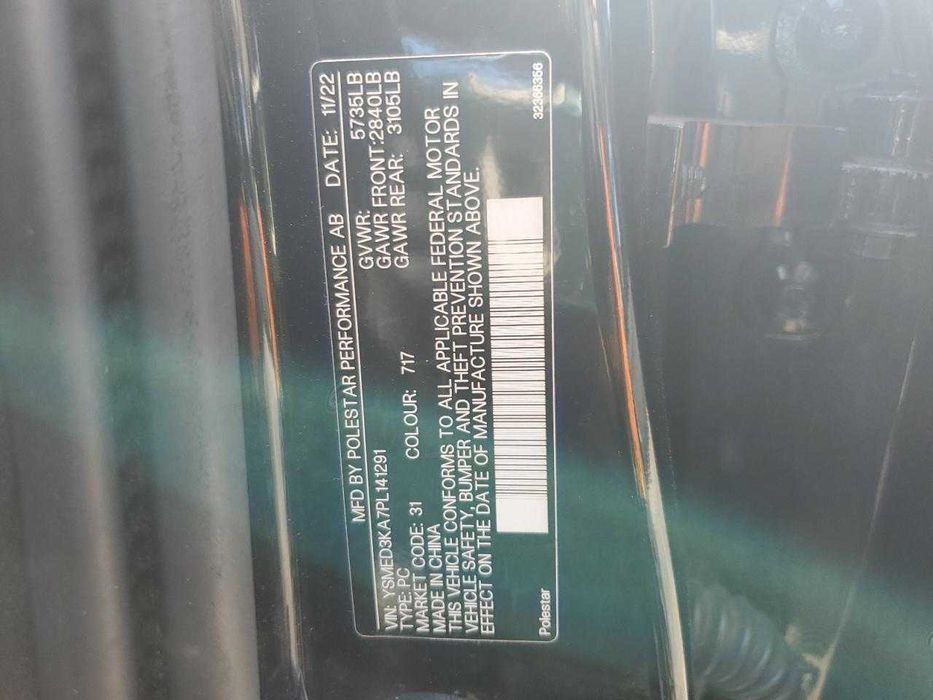 MFD BY POLESTAR PERFORMANCE AB DATE: 11/22
VIN: YSMED3KA7PL141291 GVWR: 5735LB
TYPE: PC GAWR FRONT:2840LB
MARKET CODE: 31 COLOUR: 717 GAWR REAR: 3105LB
MADE IN CHINA
THIS VEHICLE CONFORMS TO ALL APPLICABLE FEDERAL MOTOR
VEHICLE SAFETY, BUMPER AND THEFT PREVENTION STANDARDS IN
EFFECT ON THE DATE OF MANUFACTURE SHOWN ABOVE.
Polestar 32366356